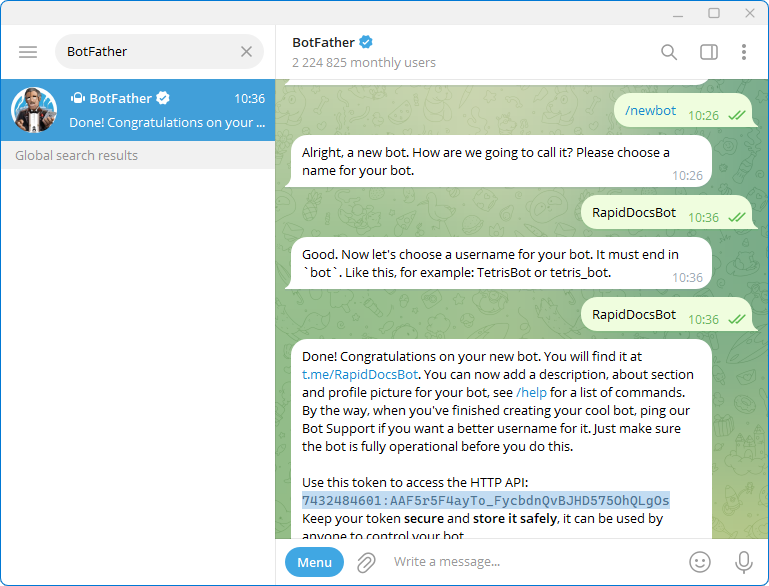 BotFather
BotFather
10:36
Done! Congratulations on your ...
Global search results
BotFather
2 224 825 monthly users
/newbot 10:26
Alright, a new bot. How are we going to call it? Please choose a
name for your bot.
10:26
RapidDocsBot 10:36
Good. Now let's choose a username for your bot. It must end in
`bot`. Like this, for example: TetrisBot or tetris_bot.
10:36
RapidDocsBot 10:36
Done! Congratulations on your new bot. You will find it at
t.me/RapidDocsBot. You can now add a description, about section
and profile picture for your bot, see /help for a list of commands.
By the way, when you've finished creating your cool bot, ping our
Bot Support if you want a better username for it. Just make sure
the bot is fully operational before you do this.
Use this token to access the HTTP API:
7432484601:AAF5r5F4ayTo_FycbdnQvBJHD575OhQLgOs
Keep your token secure and store it safely, it can be used by
anyone to control your bot.
Menu
Write a message...